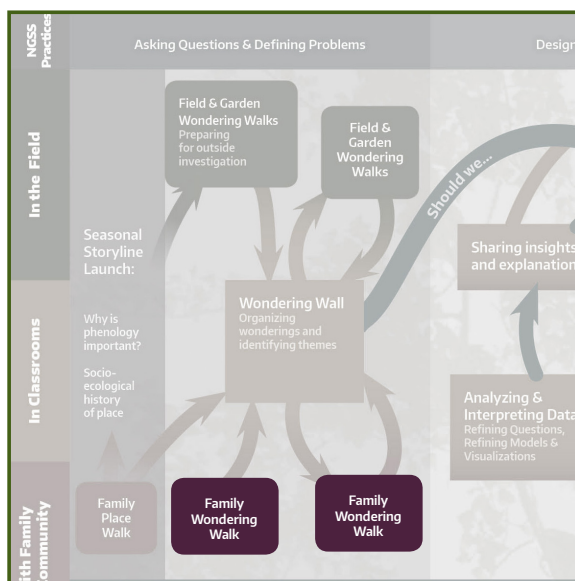 NGSS
Practices
Asking Questions & Defining Problems
Design
In the Field
Field & Garden
Wondering Walks
Preparing
for outside
investigation
Field &
Garden
Wondering
Walks
Should we...
Seasonal
Storyline
Launch:
Sharing insights
and explanation
In Classrooms
Why is
phenology
important?
Socio-
ecological
history
of place
Wondering Wall
Organizing
wonderings and
identifying themes
Analyzing &
Interpreting Data
Refining Questions,
Refining Models &
Visualizations
ith Family
Community
Family
Place
Walk
Family
Wondering
Walk
Family
Wondering
Walk